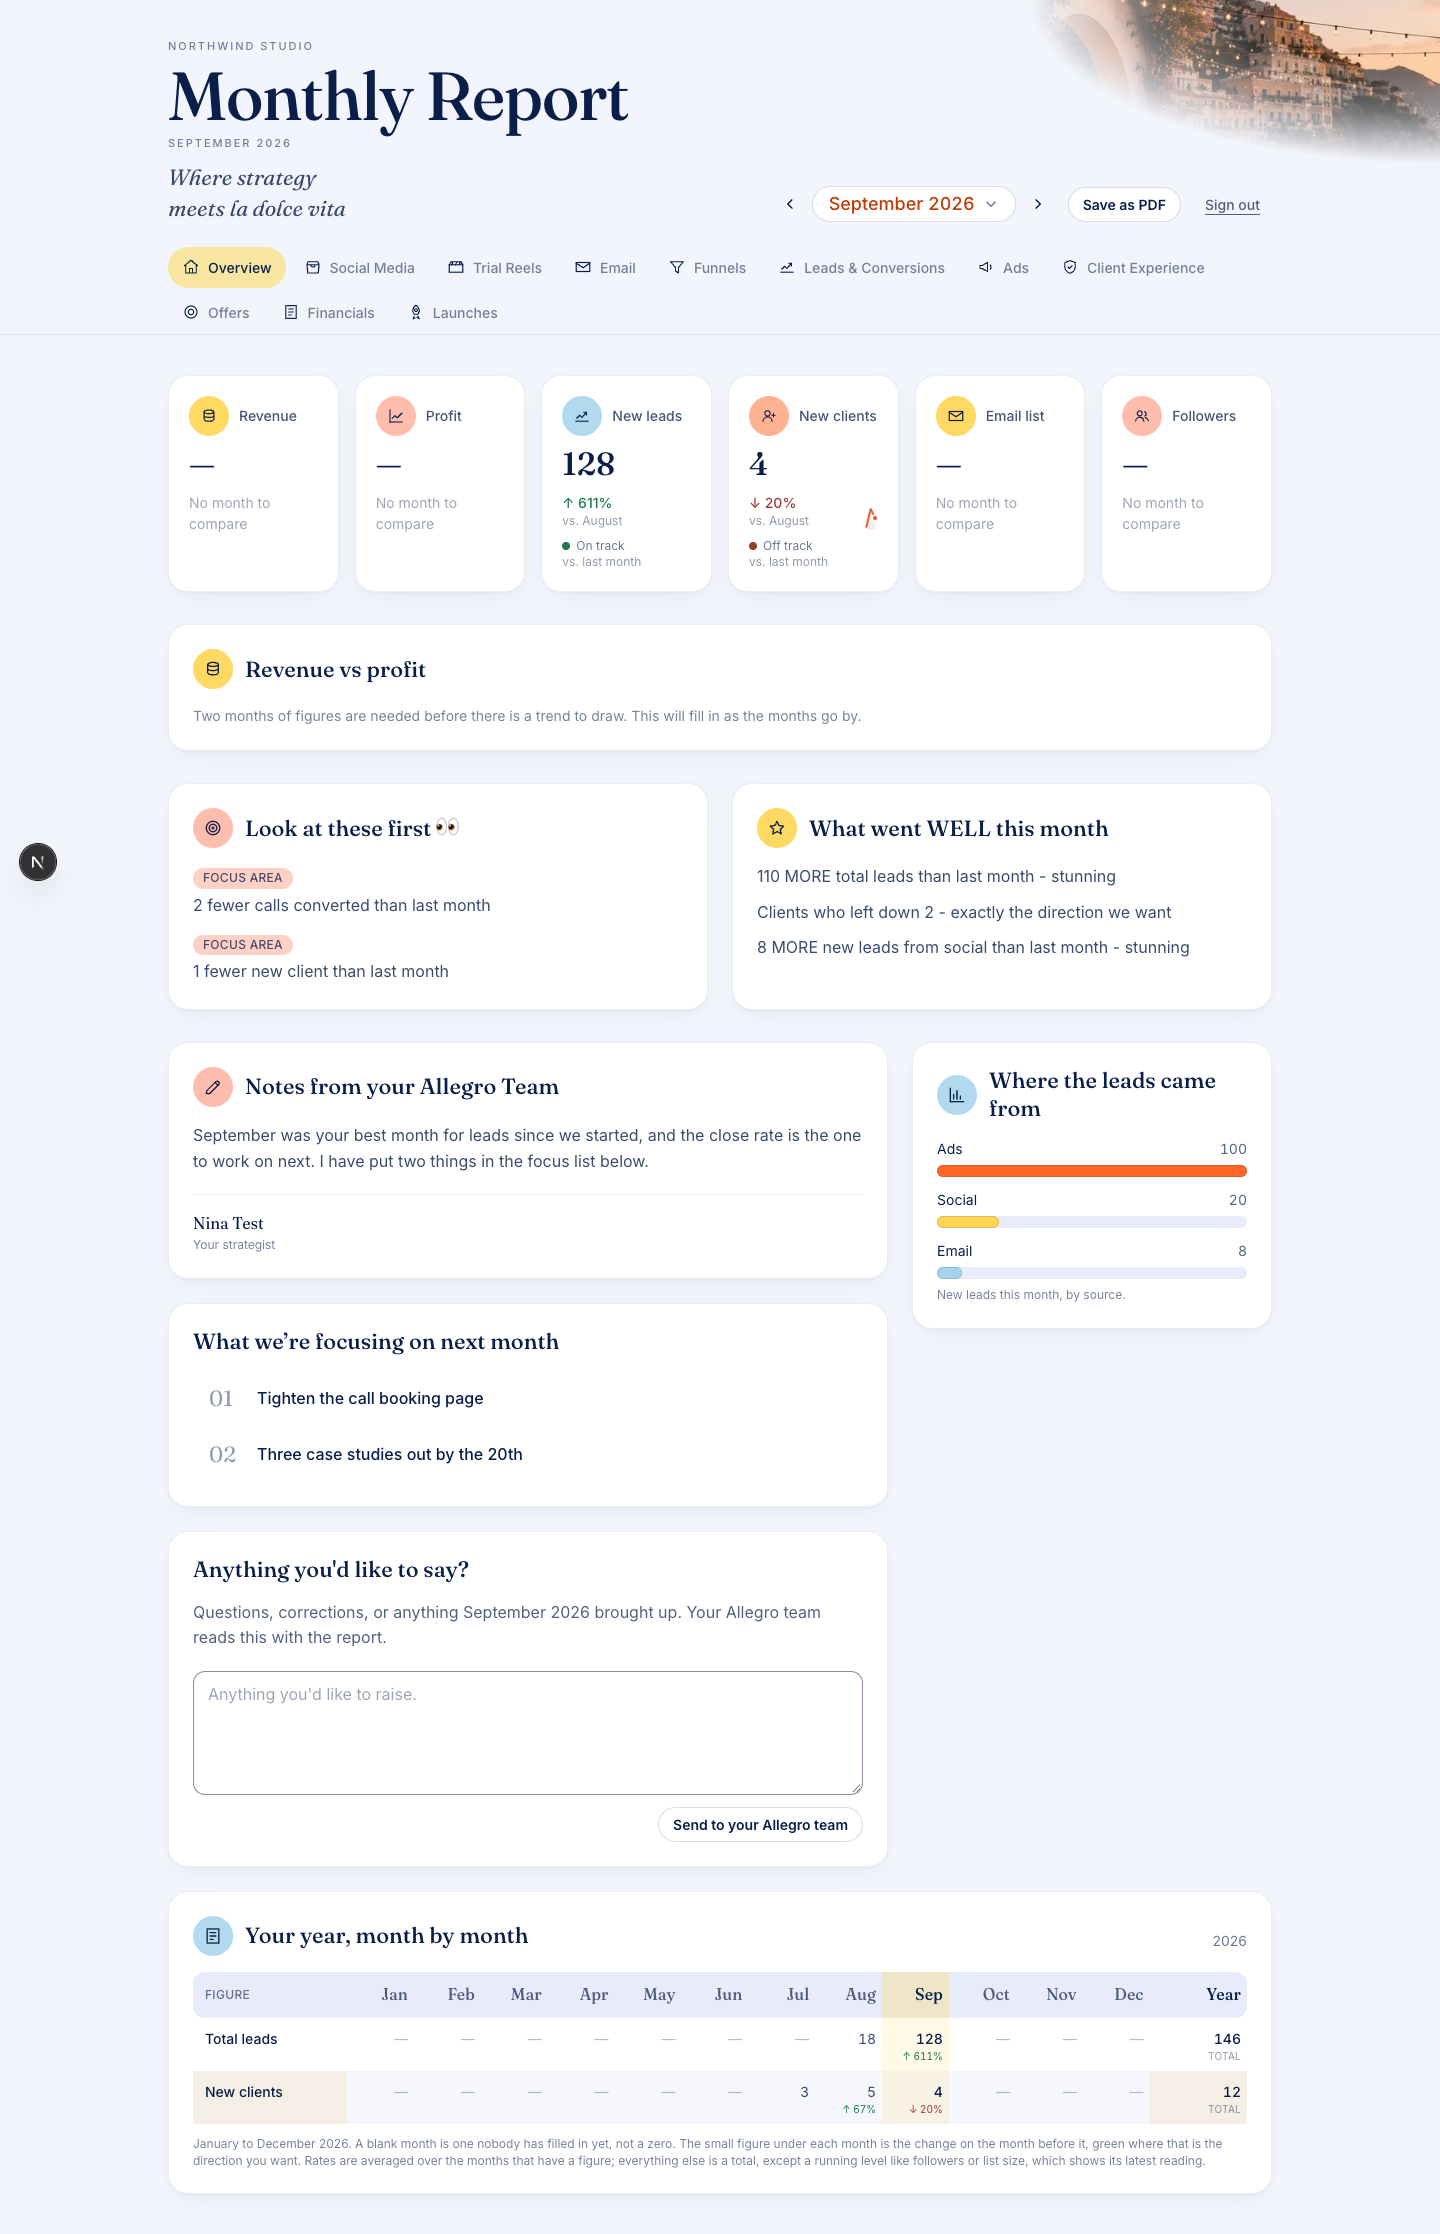 NORTHWIND STUDIO
Monthly Report
SEPTEMBER 2026
Where strategy
meets la dolce vita
September 2026
Save as PDF
Sign out
Overview
Social Media
Trial Reels
Email
Funnels
Leads & Conversions
Ads
Client Experience
Offers
Financials
Launches
Revenue
—
No month to
compare
Profit
—
No month to
compare
New leads
128
↑ 611%
vs. August
On track
vs. last month
New clients
4
↓ 20%
vs. August
Off track
vs. last month
Email list
—
No month to
compare
Followers
—
No month to
compare
Revenue vs profit
Two months of figures are needed before there is a trend to draw. This will fill in as the months go by.
Look at these first 👀
FOCUS AREA
2 fewer calls converted than last month
FOCUS AREA
1 fewer new client than last month
What went WELL this month
110 MORE total leads than last month - stunning
Clients who left down 2 - exactly the direction we want
8 MORE new leads from social than last month - stunning
N
Notes from your Allegro Team
September was your best month for leads since we started, and the close rate is the one
to work on next. I have put two things in the focus list below.
Nina Test
Your strategist
Where the leads came
from
Ads 100
Social 20
Email 8
New leads this month, by source.
What we’re focusing on next month
01 Tighten the call booking page
02 Three case studies out by the 20th
Anything you'd like to say?
Questions, corrections, or anything September 2026 brought up. Your Allegro team
reads this with the report.
Anything you'd like to raise.
Send to your Allegro team
Your year, month by month
2026
FIGURE Jan Feb Mar Apr May Jun Jul Aug Sep Oct Nov Dec Year
Total leads — — — — — — — 18 128 — — — 146
↑ 611% TOTAL
New clients — — — — — — 3 5 4 — — — 12
↑ 67% ↓ 20% TOTAL
January to December 2026. A blank month is one nobody has filled in yet, not a zero. The small figure under each month is the change on the month before it, green where that is the
direction you want. Rates are averaged over the months that have a figure; everything else is a total, except a running level like followers or list size, which shows its latest reading.